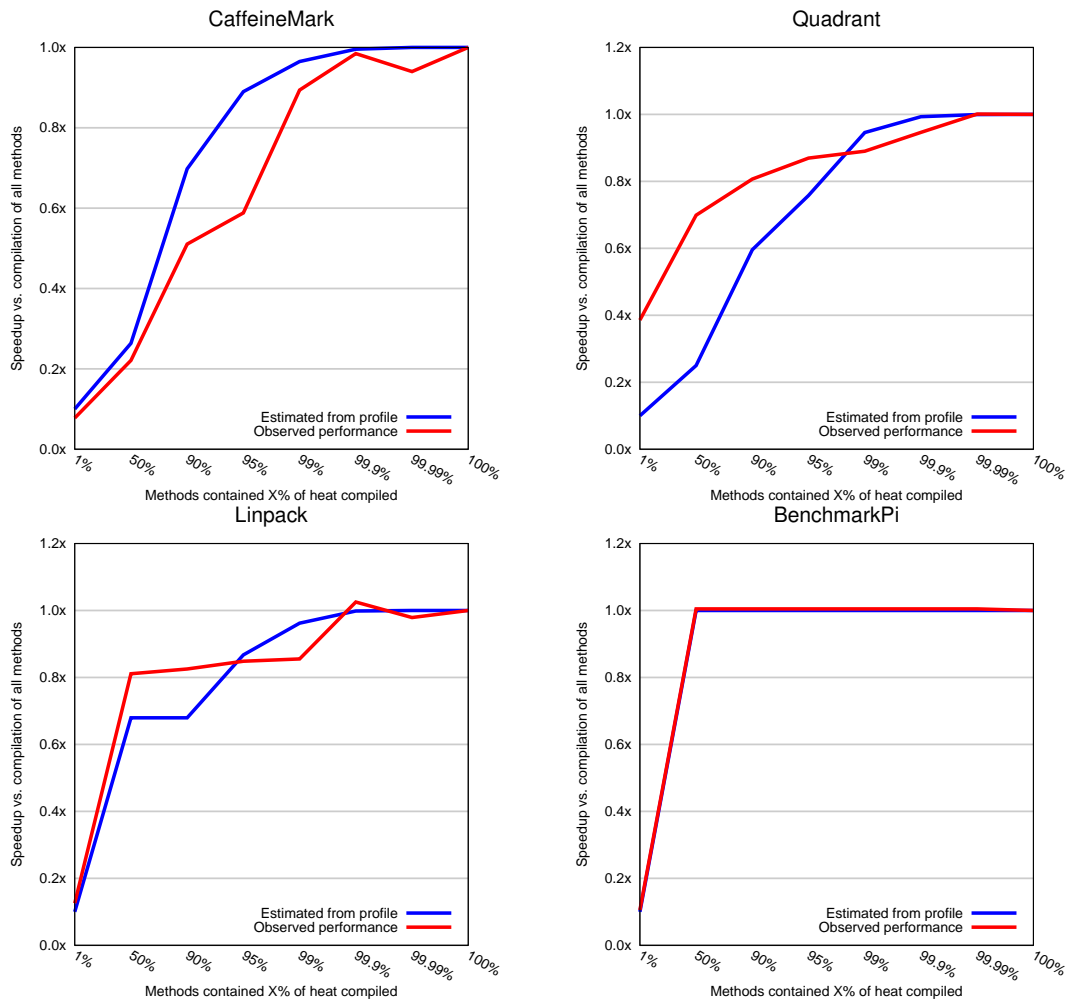 CaffeineMark
1.0x
0.8x
0.6x
0.4x
0.2x
0.0x
Speedup vs. compilation of all methods
Estimated from profile
Observed performance
1% 50% 90% 95% 99% 99.9% 99.99% 100%
Methods contained X% of heat compiled
Quadrant
1.2x
1.0x
0.8x
0.6x
0.4x
0.2x
0.0x
Speedup vs. compilation of all methods
Estimated from profile
Observed performance
1% 50% 90% 95% 99% 99.9% 99.99% 100%
Methods contained X% of heat compiled
Linpack
1.2x
1.0x
0.8x
0.6x
0.4x
0.2x
0.0x
Speedup vs. compilation of all methods
Estimated from profile
Observed performance
1% 50% 90% 95% 99% 99.9% 99.99% 100%
Methods contained X% of heat compiled
BenchmarkPi
1.2x
1.0x
0.8x
0.6x
0.4x
0.2x
0.0x
Speedup vs. compilation of all methods
Estimated from profile
Observed performance
1% 50% 90% 95% 99% 99.9% 99.99% 100%
Methods contained X% of heat compiled